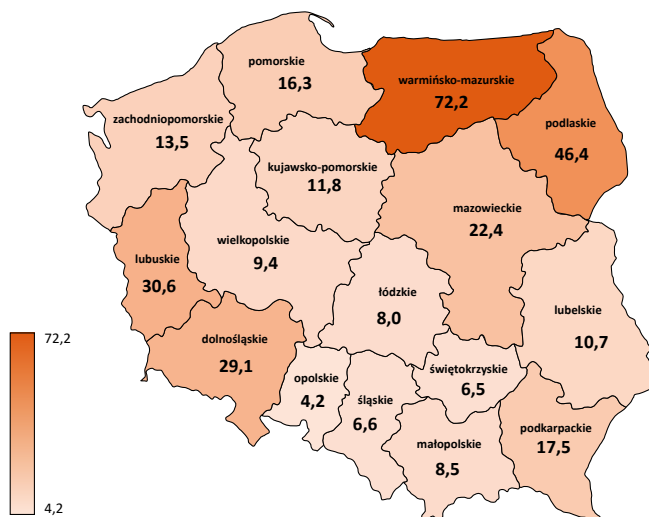 pomorskie
16,3
warmińsko-mazurskie
72,2
zachodniopomorskie
13,5
podlaskie
46,4
kujawsko-pomorskie
11,8
mazowieckie
22,4
wielkopolskie
9,4
lubuskie
30,6
łódzkie
8,0
lubelskie
10,7
72,2
dolnośląskie
29,1
opolskie
4,2
śląskie
6,6
świętokrzyskie
6,5
małopolskie
8,5
podkarpackie
17,5
4,2